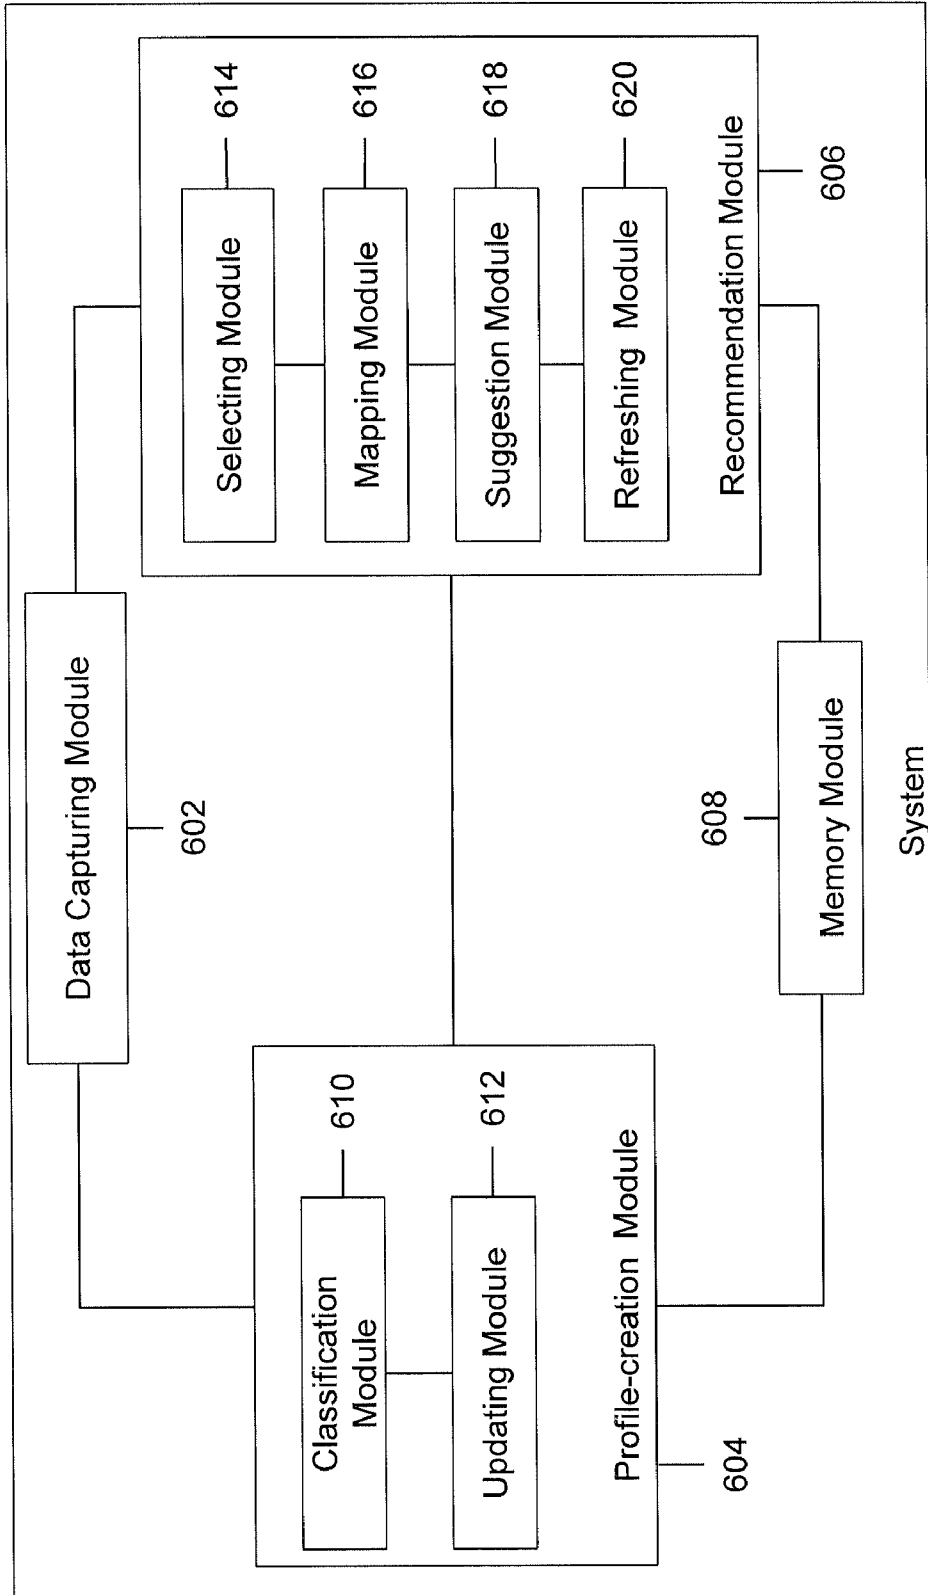 Data Capturing Module
602
Classification
Module
610
Updating Module
612
Profile-creation Module
604
Selecting Module
614
Mapping Module
616
Suggestion Module
618
Refreshing Module
620
Recommendation Module
606
608
Memory Module
System